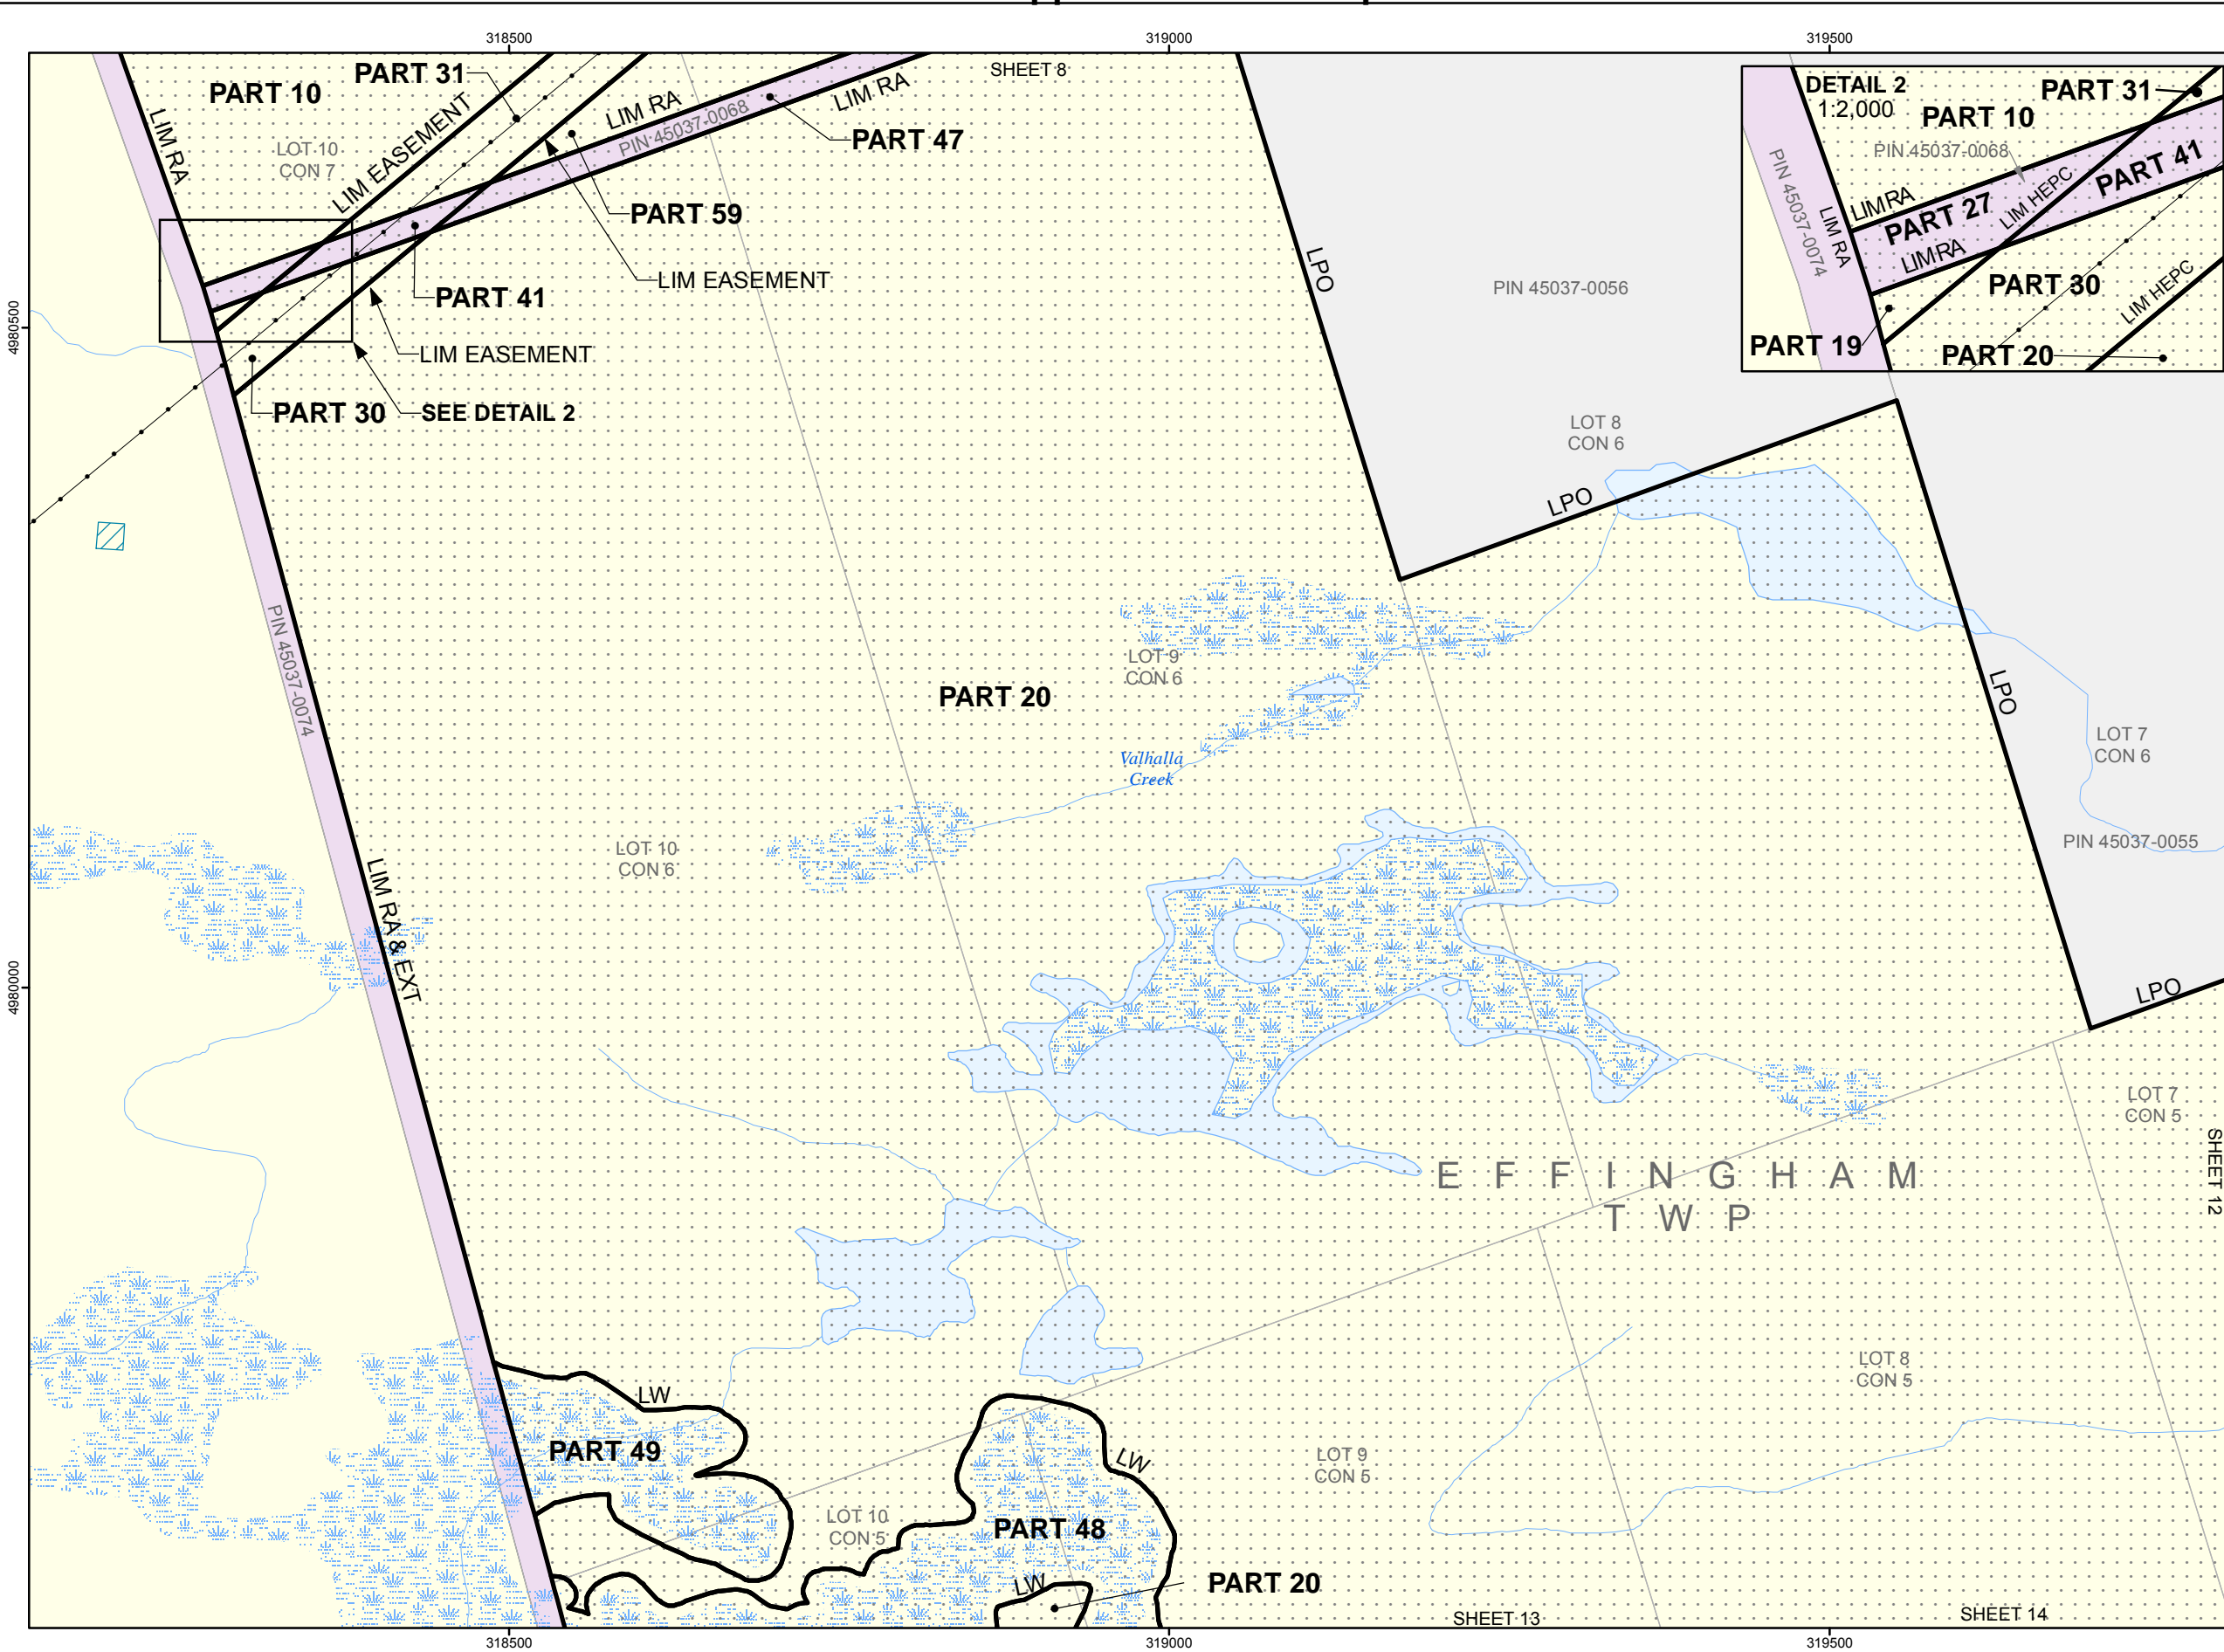 318500
319000
319500
SHEET 8
PART 31
PART 10
LIM RA
LOT 10
CON 7
LIM EASEMENT
LIM RA
PIN 45037-0068
LIM RA
PART 47
PART 59
LIM EASEMENT
PART 41
LIM EASEMENT
PART 30
SEE DETAIL 2
4980500
LPO
PIN 45037-0056
LOT 8
CON 6
LPO
DETAIL 2
1:2,000
PART 31
PART 10
PIN 45037-0068
PART 41
PIN 45037-0074
LIM RA
LIM RA
PART 27
LIM HEPC
LIM RA
PART 30
LIM HEPC
PART 19
PART 20
PIN 45037-0074
LOT 9
CON 6
PART 20
Valhalla
Creek
LPO
LOT 7
CON 6
PIN 45037-0055
LOT 10
CON 6
LIM RA & EXT
4980000
LPO
LOT 7
CON 5
SHEET 12
EFFINGHAM
TWP
LOT 8
CON 5
LW
PART 49
LW
LOT 9
CON 5
LOT 10
CON 5
PART 48
LW
PART 20
SHEET 13
SHEET 14
318500
319000
319500